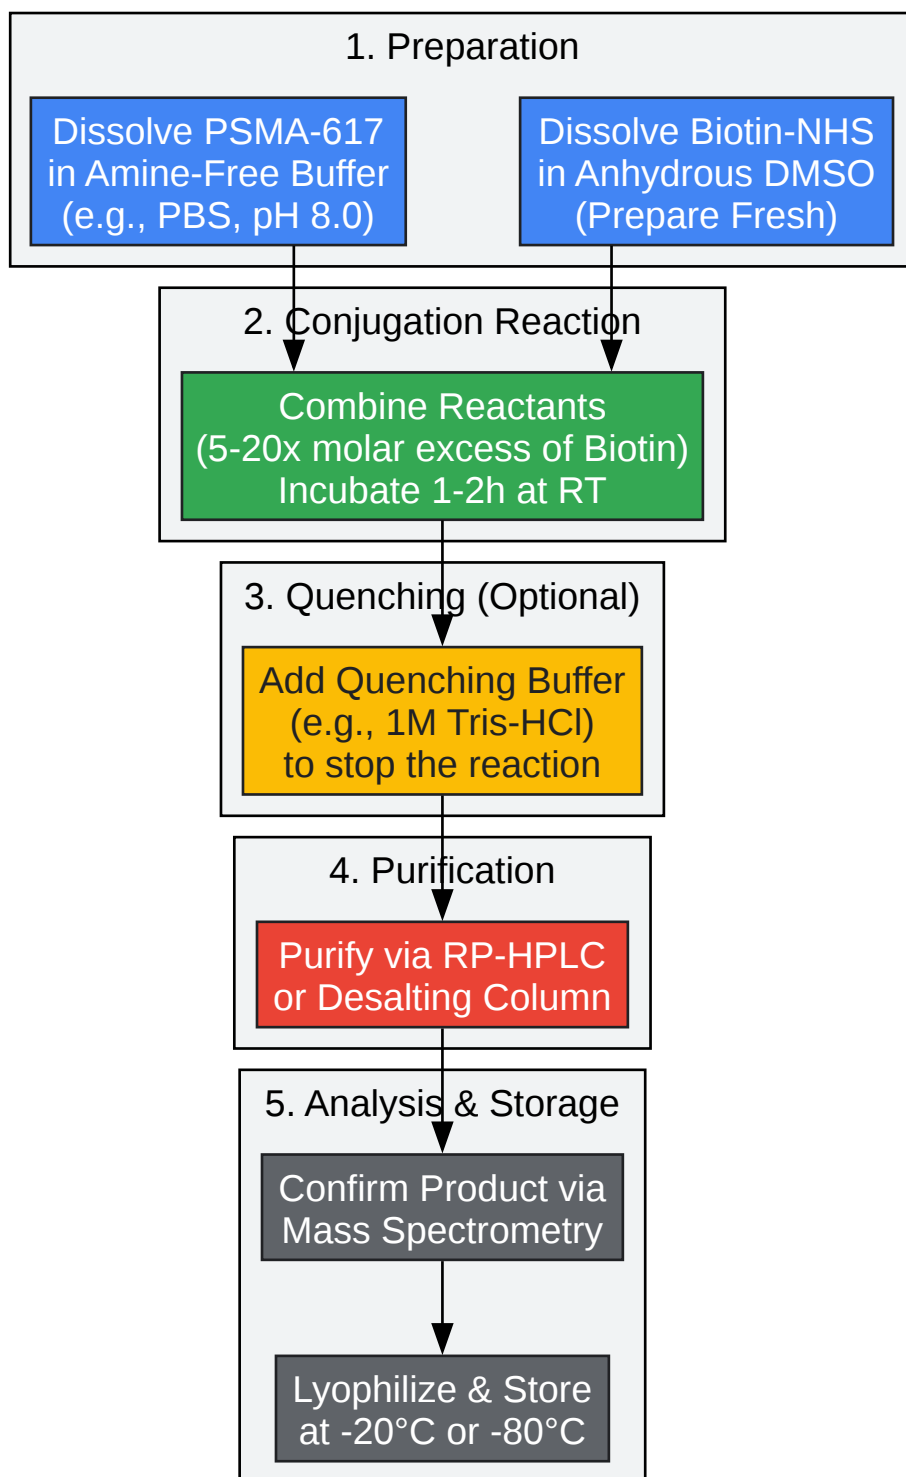 1. Preparation
Dissolve PSMA-617
in Amine-Free Buffer
(e.g., PBS, pH 8.0)
Dissolve Biotin-NHS
in Anhydrous DMSO
(Prepare Fresh)
2. Conjugation Reaction
Combine Reactants
(5-20x molar excess of Biotin)
Incubate 1-2h at RT
3. Quenching (Optional)
Add Quenching Buffer
(e.g., 1M Tris-HCl)
to stop the reaction
4. Purification
Purify via RP-HPLC
or Desalting Column
5. Analysis & Storage
Confirm Product via
Mass Spectrometry
Lyophilize & Store
at -20°C or -80°C